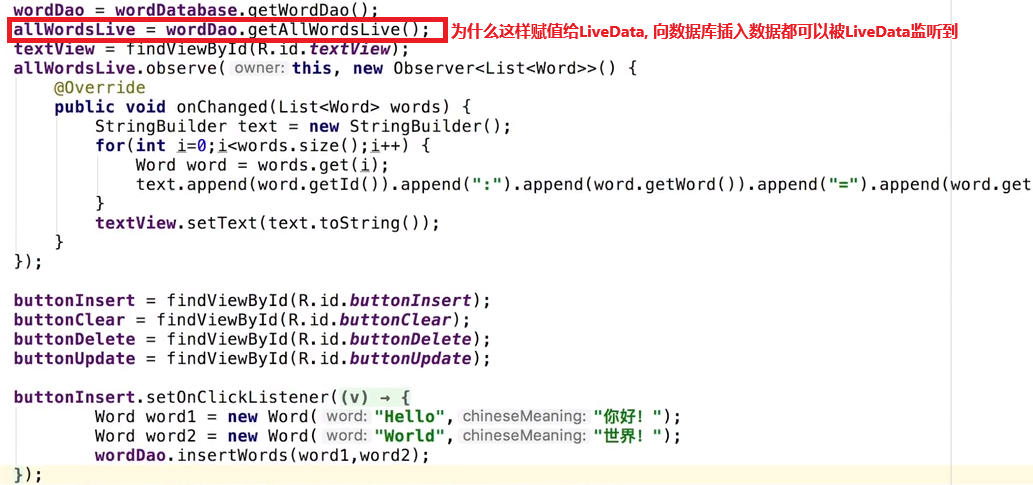 wordDao = wordDatabase.getWordDao();
allWordsLive = wordDao.getAllWordsLive(); 为什么这样赋值给LiveData, 向数据库插入数据都可以被LiveData监听到
textView = findViewById(R.id.textView);
allWordsLive.observe( owner: this, new Observer<List<Word>>() {
@Override
public void onChanged(List<Word> words) {
StringBuilder text = new StringBuilder();
for(int i=0;i<words.size();i++) {
Word word = words.get(i);
text.append(word.getId()).append(":").append(word.getWord()).append("=").append(word.get
}
textView.setText(text.toString());
}
});
buttonInsert = findViewById(R.id.buttonInsert);
buttonClear = findViewById(R.id.buttonClear);
buttonDelete = findViewById(R.id.buttonDelete);
buttonUpdate = findViewById(R.id.buttonUpdate);
buttonInsert.setOnClickListener((v) → {
Word word1 = new Word( word: "Hello", chineseMeaning: "你好！");
Word word2 = new Word( word: "World", chineseMeaning: "世界！");
wordDao.insertWords(word1,word2);
});